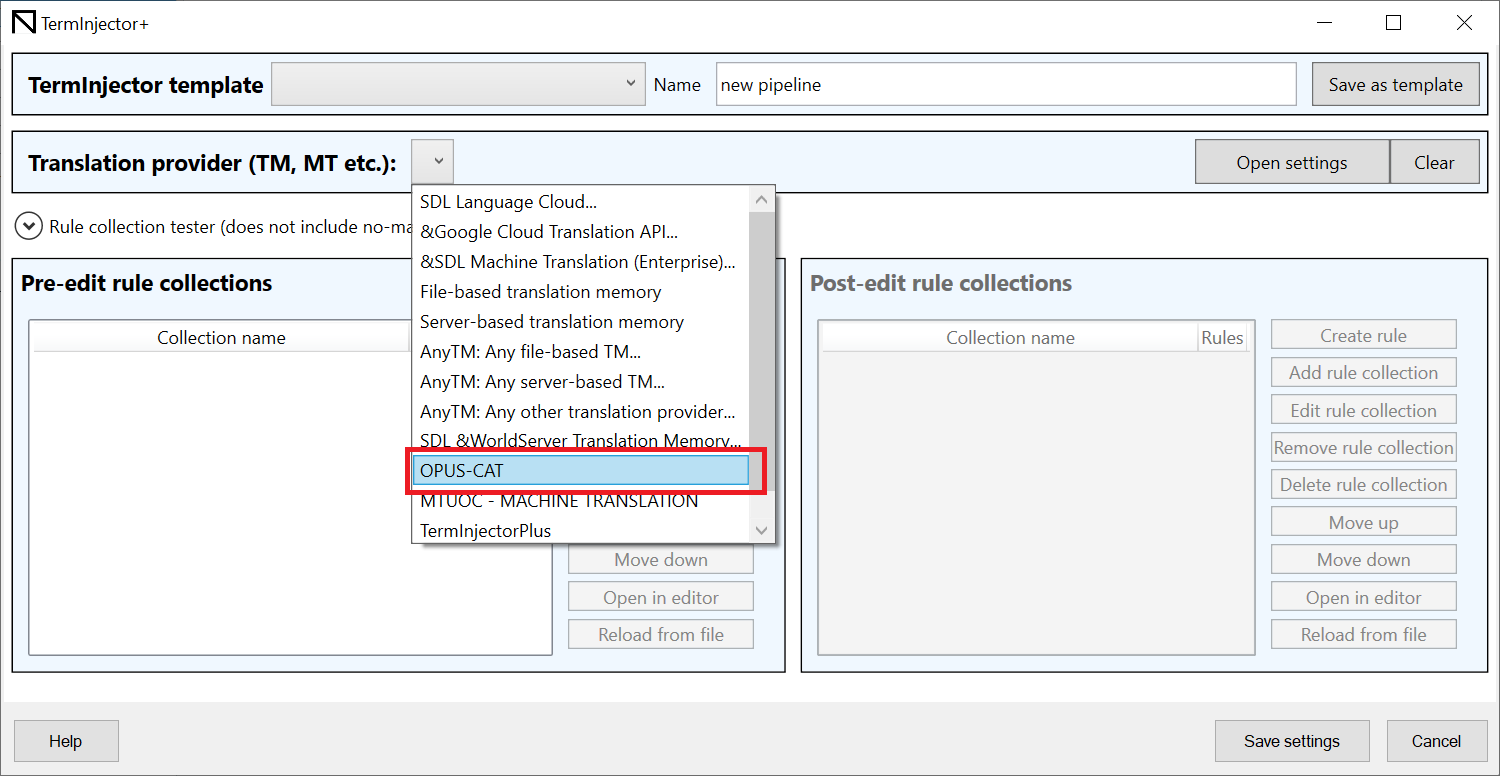 TermInjector+
TermInjector template
Name
new pipeline
Save as template
Translation provider (TM, MT etc.):
Open settings
Clear
SDL Language Cloud...
&Google Cloud Translation API...
&SDL Machine Translation (Enterprise)...
File-based translation memory
Server-based translation memory
AnyTM: Any file-based TM...
AnyTM: Any server-based TM...
AnyTM: Any other translation provider...
SDL &WorldServer Translation Memory...
OPUS-CAT
MTUOC - MACHINE TRANSLATION
TermInjectorPlus
Rule collection tester (does not include no-ma
Pre-edit rule collections
Collection name
Move down
Open in editor
Reload from file
Post-edit rule collections
Collection name
Rules
Create rule
Add rule collection
Edit rule collection
Remove rule collection
Delete rule collection
Move up
Move down
Open in editor
Reload from file
Help
Save settings
Cancel